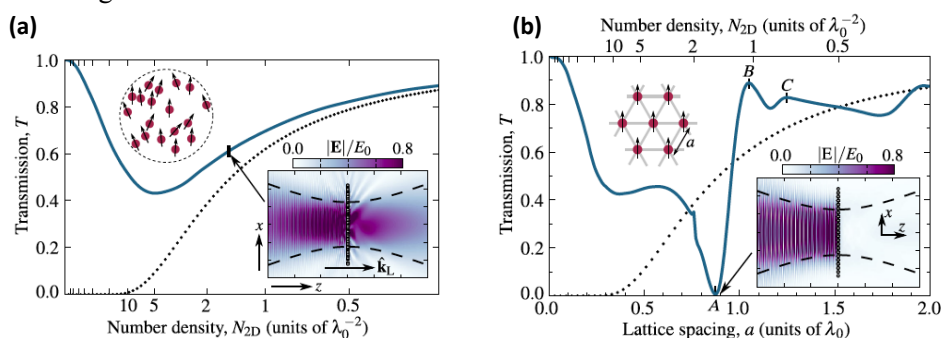 (a)
Transmission, T
1.0
0.8
0.6
0.4
0.2
0.0
0.0 |E|/E₀ 0.8
x
z
k̂_L
10 5 2 1 0.5
Number density, N₂D (units of λ₀⁻²)
(b)
Number density, N₂D (units of λ₀⁻²)
10 5 2 1 0.5
Transmission, T
1.0
0.8
0.6
0.4
0.2
0.0
a
B
C
0.0 |E|/E₀ 0.8
x
z
A
0.0 0.5 1.0 1.5 2.0
Lattice spacing, a (units of λ₀)